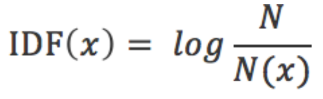 IDF(x) = log N / N(x)